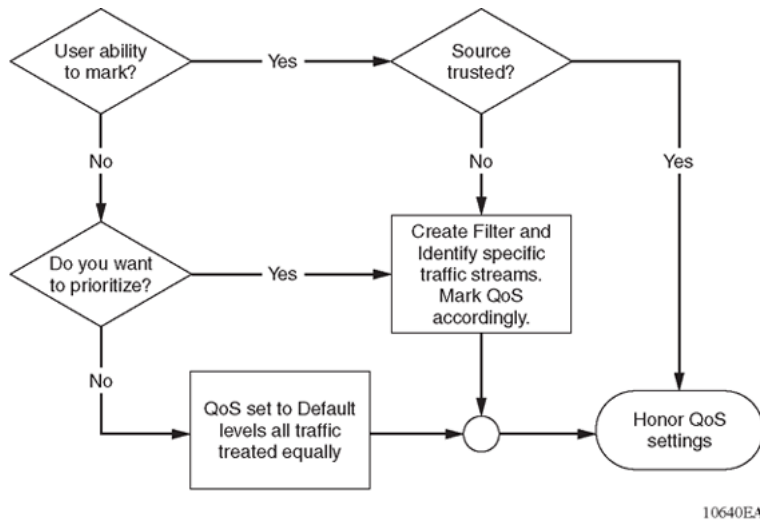 User ability
to mark?
Yes
Source
trusted?
No
No
Yes
Do you want
to prioritize?
Yes
Create Filter and
Identify specific
traffic streams.
Mark QoS
accordingly.
No
QoS set to Default
levels all traffic
treated equally
Honor QoS
settings
10640EA